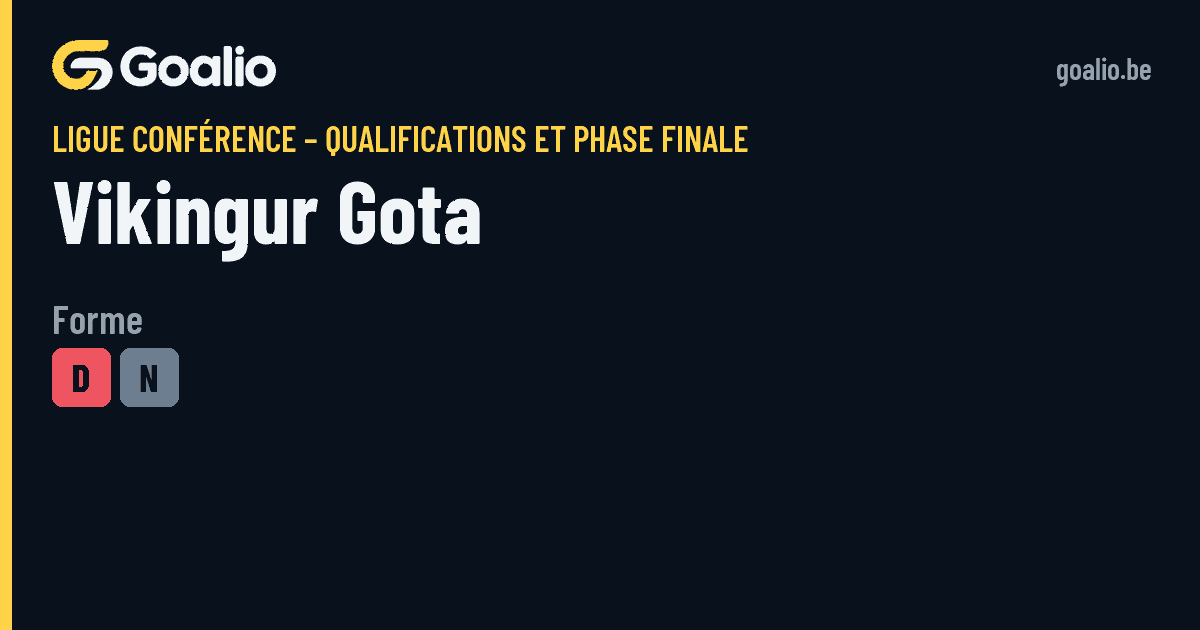 Goalio
goalio.be
LIGUE CONFÉRENCE – QUALIFICATIONS ET PHASE FINALE
Vikingur Gota
Forme
D N